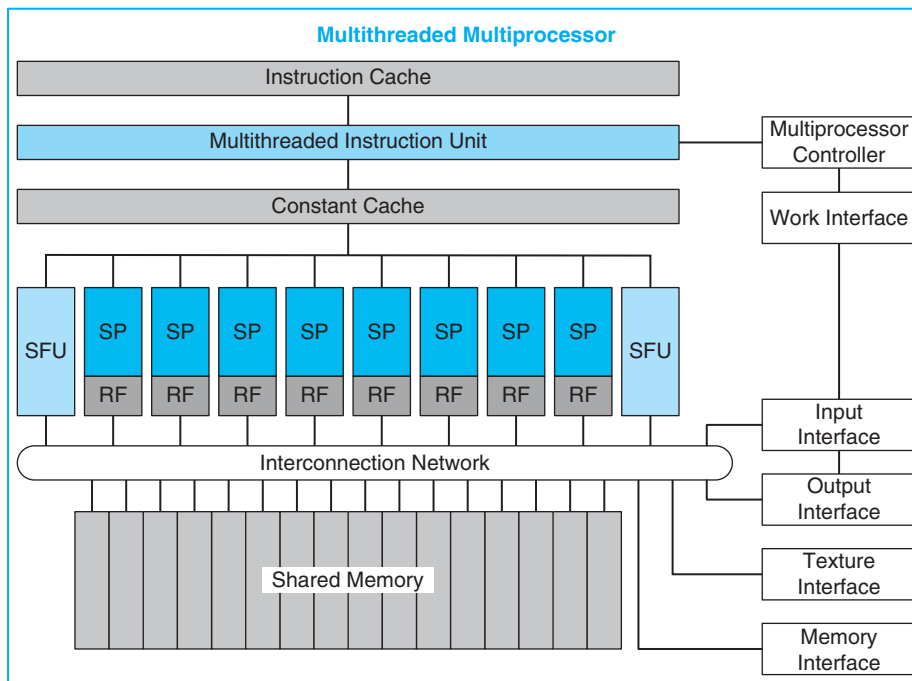 Multithreaded Multiprocessor
Instruction Cache
Multithreaded Instruction Unit
Multiprocessor
Controller
Constant Cache
Work Interface
SFU
SP
SP
SP
SP
SP
SP
SP
SP
SFU
RF
RF
RF
RF
RF
RF
RF
RF
Input
Interface
Interconnection Network
Output
Interface
Shared Memory
Texture
Interface
Memory
Interface